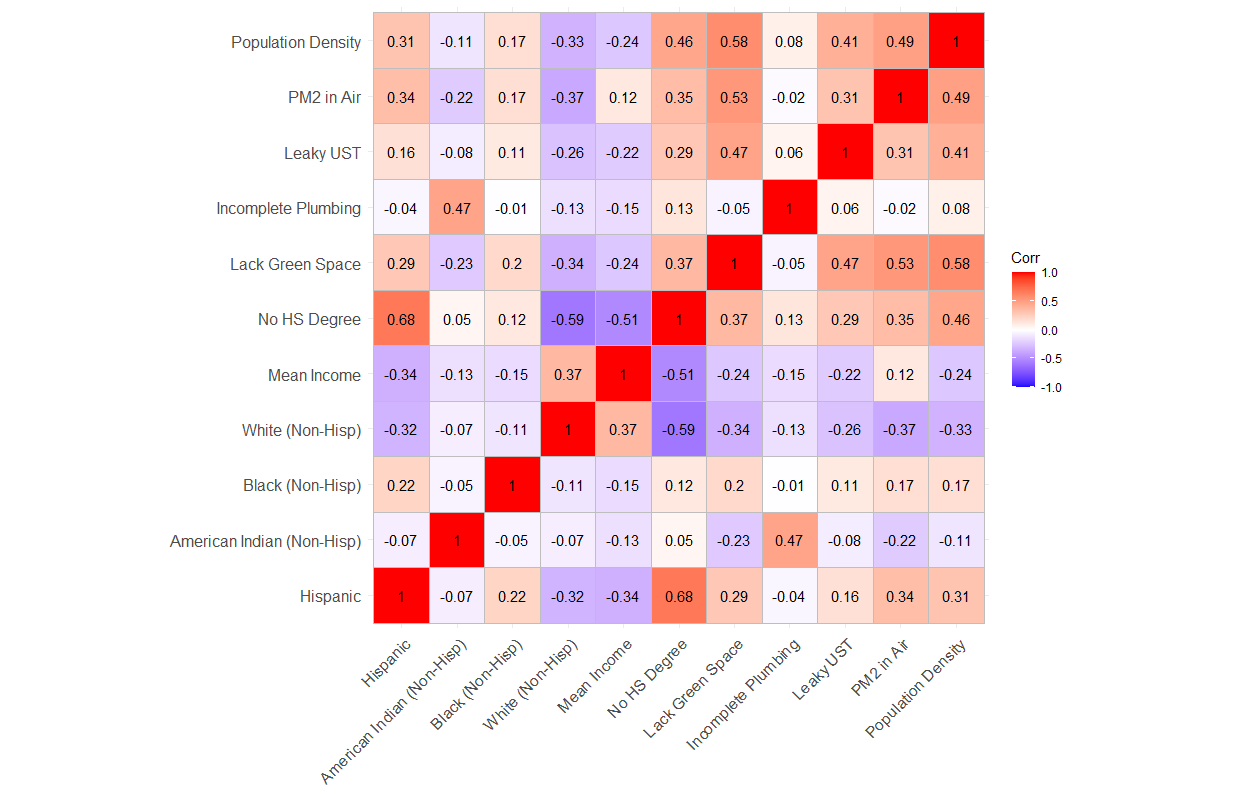 Population Density 0.31 -0.11 0.17 -0.33 -0.24 0.46 0.58 0.08 0.41 0.49 1
PM2 in Air 0.34 -0.22 0.17 -0.37 0.12 0.35 0.53 -0.02 0.31 1 0.49
Leaky UST 0.16 -0.08 0.11 -0.26 -0.22 0.29 0.47 0.06 1 0.31 0.41
Incomplete Plumbing -0.04 0.47 -0.01 -0.13 -0.15 0.13 -0.05 1 0.06 -0.02 0.08
Lack Green Space 0.29 -0.23 0.2 -0.34 -0.24 0.37 1 -0.05 0.47 0.53 0.58
No HS Degree 0.68 0.05 0.12 -0.59 -0.51 1 0.37 0.13 0.29 0.35 0.46
Mean Income -0.34 -0.13 -0.15 0.37 1 -0.51 -0.24 -0.15 -0.22 0.12 -0.24
White (Non-Hisp) -0.32 -0.07 -0.11 1 0.37 -0.59 -0.34 -0.13 -0.26 -0.37 -0.33
Black (Non-Hisp) 0.22 -0.05 1 -0.11 -0.15 0.12 0.2 -0.01 0.11 0.17 0.17
American Indian (Non-Hisp) -0.07 1 -0.05 -0.07 -0.13 0.05 -0.23 0.47 -0.08 -0.22 -0.11
Hispanic 1 -0.07 0.22 -0.32 -0.34 0.68 0.29 -0.04 0.16 0.34 0.31
Hispanic
American Indian (Non-Hisp)
Black (Non-Hisp)
White (Non-Hisp)
Mean Income
No HS Degree
Lack Green Space
Incomplete Plumbing
Leaky UST
PM2 in Air
Population Density
Corr
1.0
0.5
0.0
-0.5
-1.0